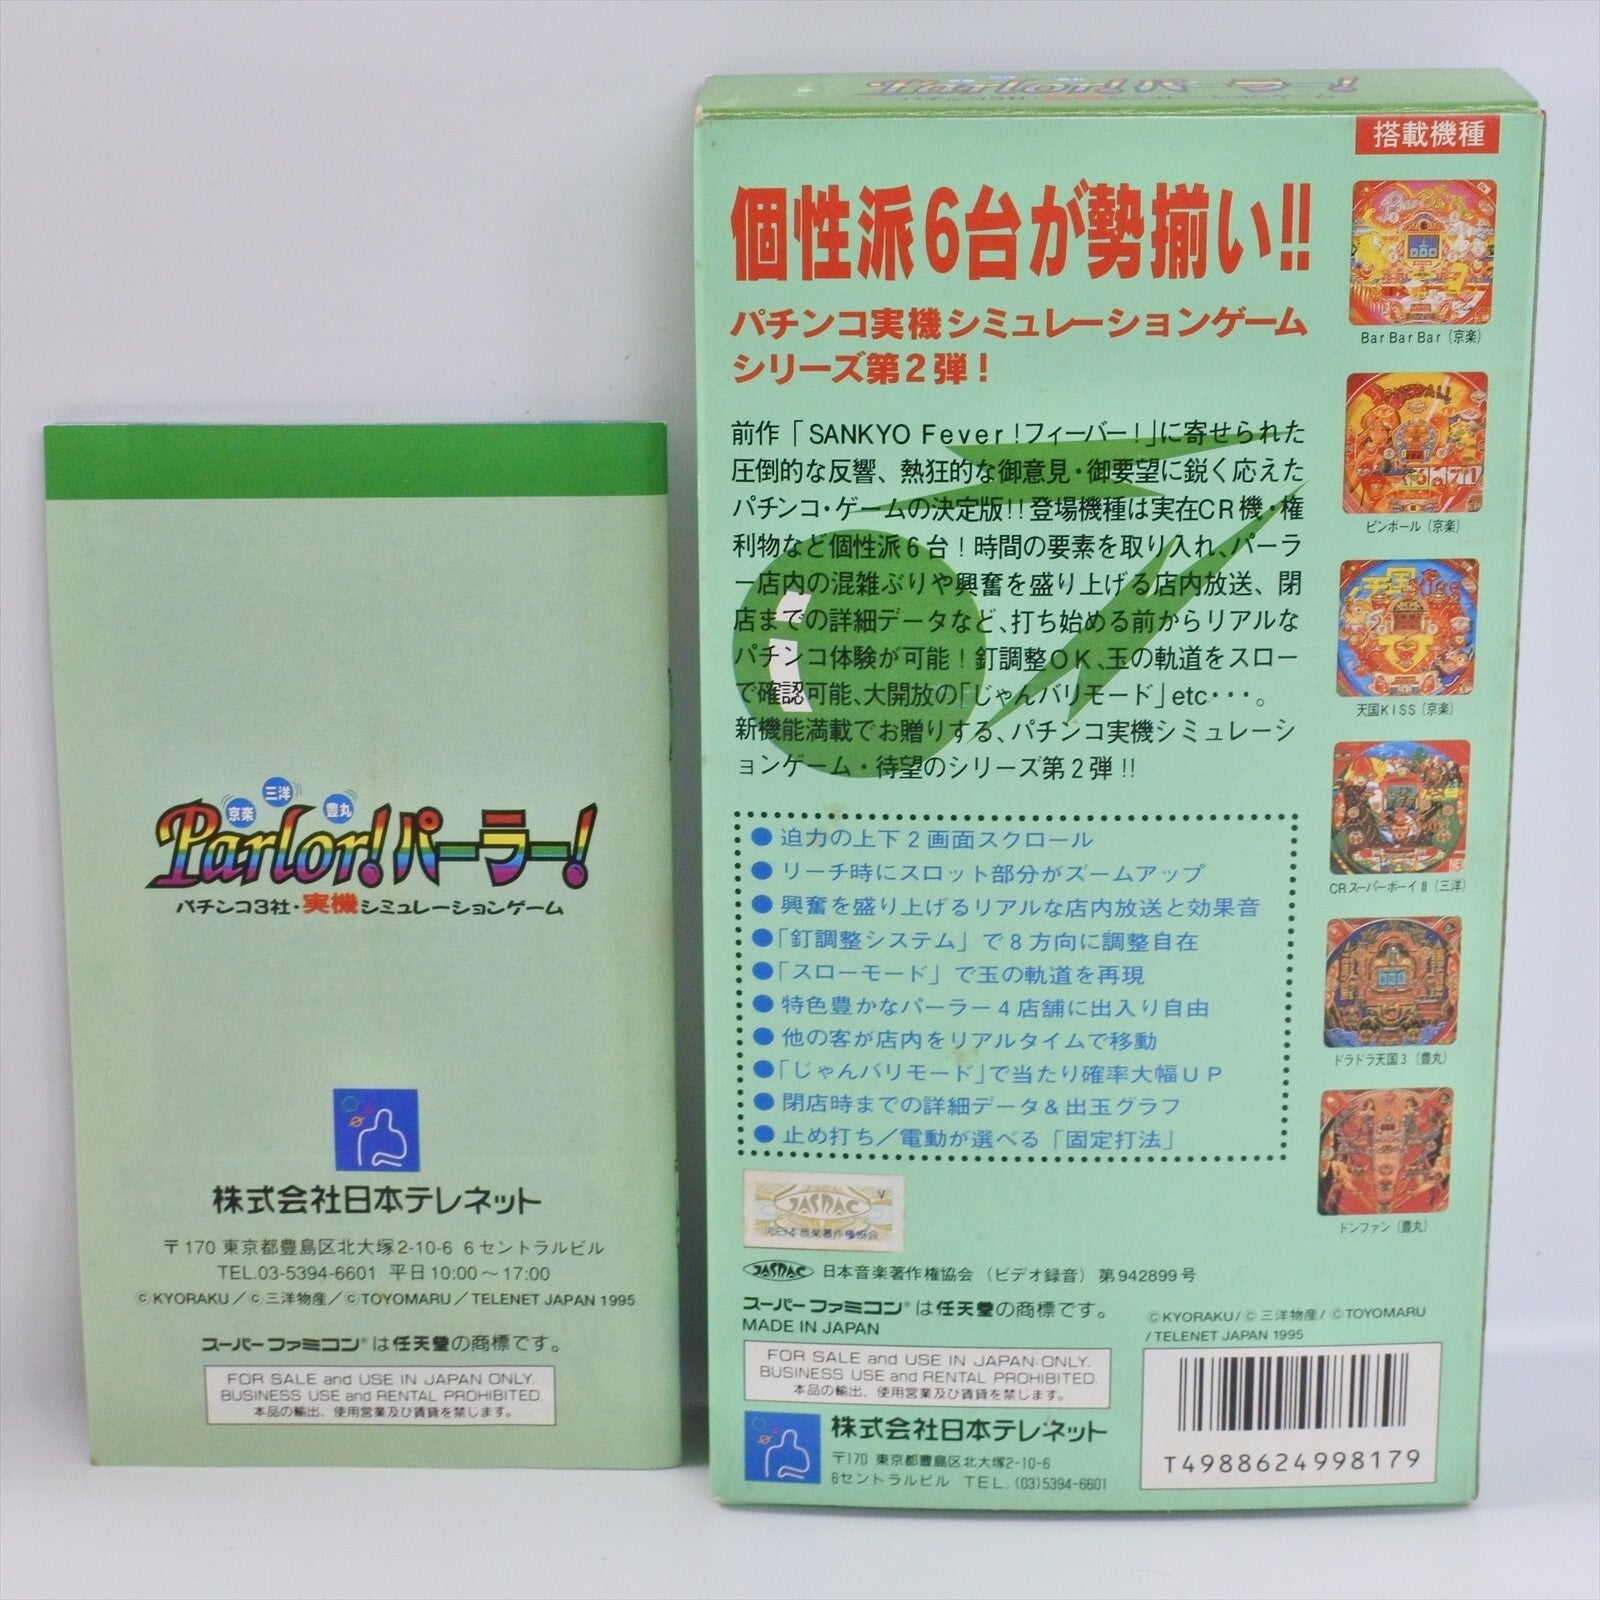 京楽
三洋
豊丸
Parlor!パーラー!
パチンコ3社・実機シミュレーションゲーム
株式会社日本テレネット
〒170 東京都豊島区北大塚2-10-6 6セントラルビル
TEL.03-5394-6601 平日10:00〜17:00
©KYORAKU/©三洋物産/©TOYOMARU/TELENET JAPAN 1995
スーパーファミコン®は任天堂の商標です。
FOR SALE and USE IN JAPAN ONLY.
BUSINESS USE and RENTAL PROHIBITED.
本品の輸出、使用営業及び賃貸を禁じます。
Parlor!パーラー!
個性派6台が勢揃い!!
パチンコ実機シミュレーションゲーム
シリーズ第2弾!
前作「SANKYO Fever!フィーバー!」に寄せられた
圧倒的な反響、熱狂的な御意見・御要望に鋭く応えた
パチンコ・ゲームの決定版!!登場機種は実在CR機・権
利物など個性派6台!時間の要素を取り入れ、パーラ
ー店内の混雑ぶりや興奮を盛り上げる店内放送、閉
店までの詳細データなど、打ち始める前からリアルな
パチンコ体験が可能!釘調整OK、玉の軌道をスロー
で確認可能、大開放の「じゃんバリモード」etc・・・。
新機能満載でお贈りする、パチンコ実機シミュレーシ
ョンゲーム・待望のシリーズ第2弾!!
●迫力の上下2画面スクロール
●リーチ時にスロット部分がズームアップ
●興奮を盛り上げるリアルな店内放送と効果音
●「釘調整システム」で8方向に調整自在
●「スローモード」で玉の軌道を再現
●特色豊かなパーラー4店舗に出入り自由
●他の客が店内をリアルタイムで移動
●「じゃんバリモード」で当たり確率大幅UP
●閉店時までの詳細データ&出玉グラフ
●止め打ち/電動が選べる「固定打法」
JASRAC
JASRAC 日本音楽著作権協会(ビデオ録音)第942899号
スーパーファミコン®は任天堂の商標です。
MADE IN JAPAN
FOR SALE and USE IN JAPAN ONLY.
BUSINESS USE and RENTAL PROHIBITED.
本品の輸出、使用営業及び賃貸を禁じます。
株式会社日本テレネット
〒170 東京都豊島区北大塚2-10-6
6セントラルビル TEL.(03)5394-6601
搭載機種
Bar Bar Bar(京楽)
ピンボール(京楽)
天国KISS(京楽)
CRスーパーボーイⅡ(三洋)
ドラドラ天国3(豊丸)
ドンファン(豊丸)
©KYORAKU/©三洋物産/©TOYOMARU
/TELENET JAPAN 1995
T4988624998179